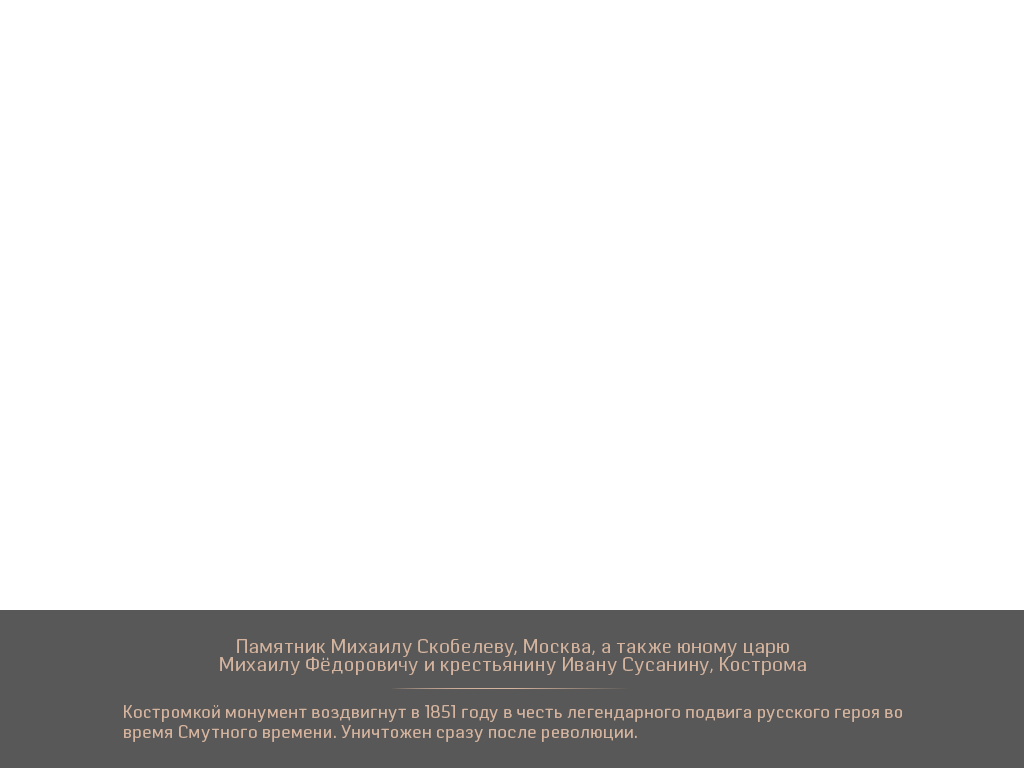 Памятник Михаилу Скобелеву, Москва, а также юному царю
Михаилу Фёдоровичу и крестьянину Ивану Сусанину, Кострома
Костромкой монумент воздвигнут в 1851 году в честь легендарного подвига русского героя во
время Смутного времени. Уничтожен сразу после революции.